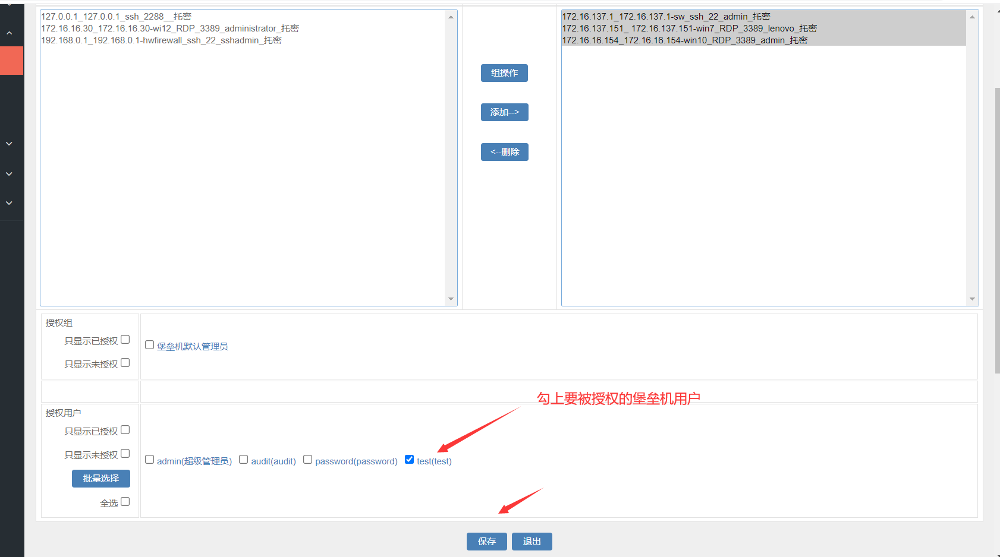 127.0.0.1_127.0.0.1_ssh_2288__托密
172.16.16.30_172.16.16.30-wi12_RDP_3389_administrator_托密
192.168.0.1_192.168.0.1-hwfirewall_ssh_22_sshadmin_托密
组操作
添加-->
<--删除
172.16.137.1_172.16.137.1-sw_ssh_22_admin_托密
172.16.137.151_ 172.16.137.151-win7_RDP_3389_lenovo_托密
172.16.16.154_172.16.16.154-win10_RDP_3389_admin_托密
授权组
只显示已授权
只显示未授权
堡垒机默认管理员
勾上要被授权的堡垒机用户
授权用户
只显示已授权
只显示未授权
批量选择
全选
admin(超级管理员) audit(audit) password(password) test(test)
保存 退出